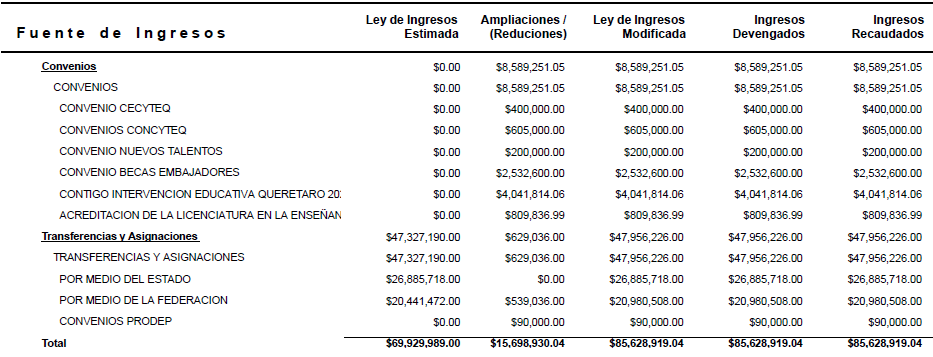 Fuente de Ingresos Ley de Ingresos Estimada Ampliaciones / (Reduciones) Ley de Ingresos Modificada Ingresos Devengados Ingresos Recaudados
Convenios $0.00 $8,589,251.05 $8,589,251.05 $8,589,251.05 $8,589,251.05
CONVENIOS $0.00 $8,589,251.05 $8,589,251.05 $8,589,251.05 $8,589,251.05
CONVENIO CECYTEQ $0.00 $400,000.00 $400,000.00 $400,000.00 $400,000.00
CONVENIOS CONCYTEQ $0.00 $605,000.00 $605,000.00 $605,000.00 $605,000.00
CONVENIO NUEVOS TALENTOS $0.00 $200,000.00 $200,000.00 $200,000.00 $200,000.00
CONVENIO BECAS EMBAJADORES $0.00 $2,532,600.00 $2,532,600.00 $2,532,600.00 $2,532,600.00
CONTIGO INTERVENCION EDUCATIVA QUERETARO 20 $0.00 $4,041,814.06 $4,041,814.06 $4,041,814.06 $4,041,814.06
ACREDITACION DE LA LICENCIATURA EN LA ENSEÑAN $0.00 $809,836.99 $809,836.99 $809,836.99 $809,836.99
Transferencias y Asignaciones $47,327,190.00 $629,036.00 $47,956,226.00 $47,956,226.00 $47,956,226.00
TRANSFERENCIAS Y ASIGNACIONES $47,327,190.00 $629,036.00 $47,956,226.00 $47,956,226.00 $47,956,226.00
POR MEDIO DEL ESTADO $26,885,718.00 $0.00 $26,885,718.00 $26,885,718.00 $26,885,718.00
POR MEDIO DE LA FEDERACION $20,441,472.00 $539,036.00 $20,980,508.00 $20,980,508.00 $20,980,508.00
CONVENIOS PRODEP $0.00 $90,000.00 $90,000.00 $90,000.00 $90,000.00
Total $69,929,989.00 $15,698,930.04 $85,628,919.04 $85,628,919.04 $85,628,919.04